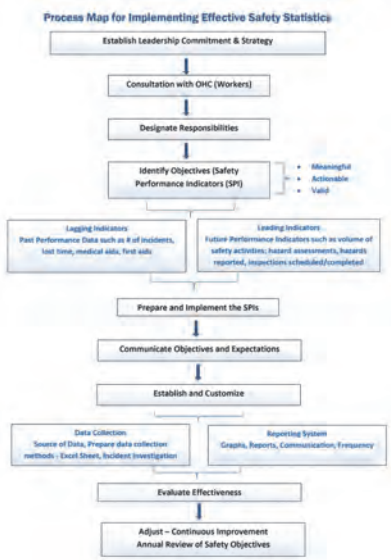 Process Map for Implementing Effective Safety Statistics
Establish Leadership Commitment & Strategy
Consultation with OHC (Workers)
Designate Responsibilities
Identify Objectives (Safety
Performance Indicators (SPI)
• Meaningful
• Actionable
• Valid
Lagging Indicators
Past Performance Data such as # of incidents,
lost time, medical aids, first aids
Leading Indicators
Future Performance Indicators such as volume of
safety activities; hazard assessments, hazards
reported, inspections scheduled/completed
Prepare and Implement the SPIs
Communicate Objectives and Expectations
Establish and Customize
Data Collection
Source of Data, Prepare data collection
methods - Excel Sheet, Incident Investigation
Reporting System
Graphs, Reports, Communication, Frequency
Evaluate Effectiveness
Adjust – Continuous Improvement
Annual Review of Safety Objectives